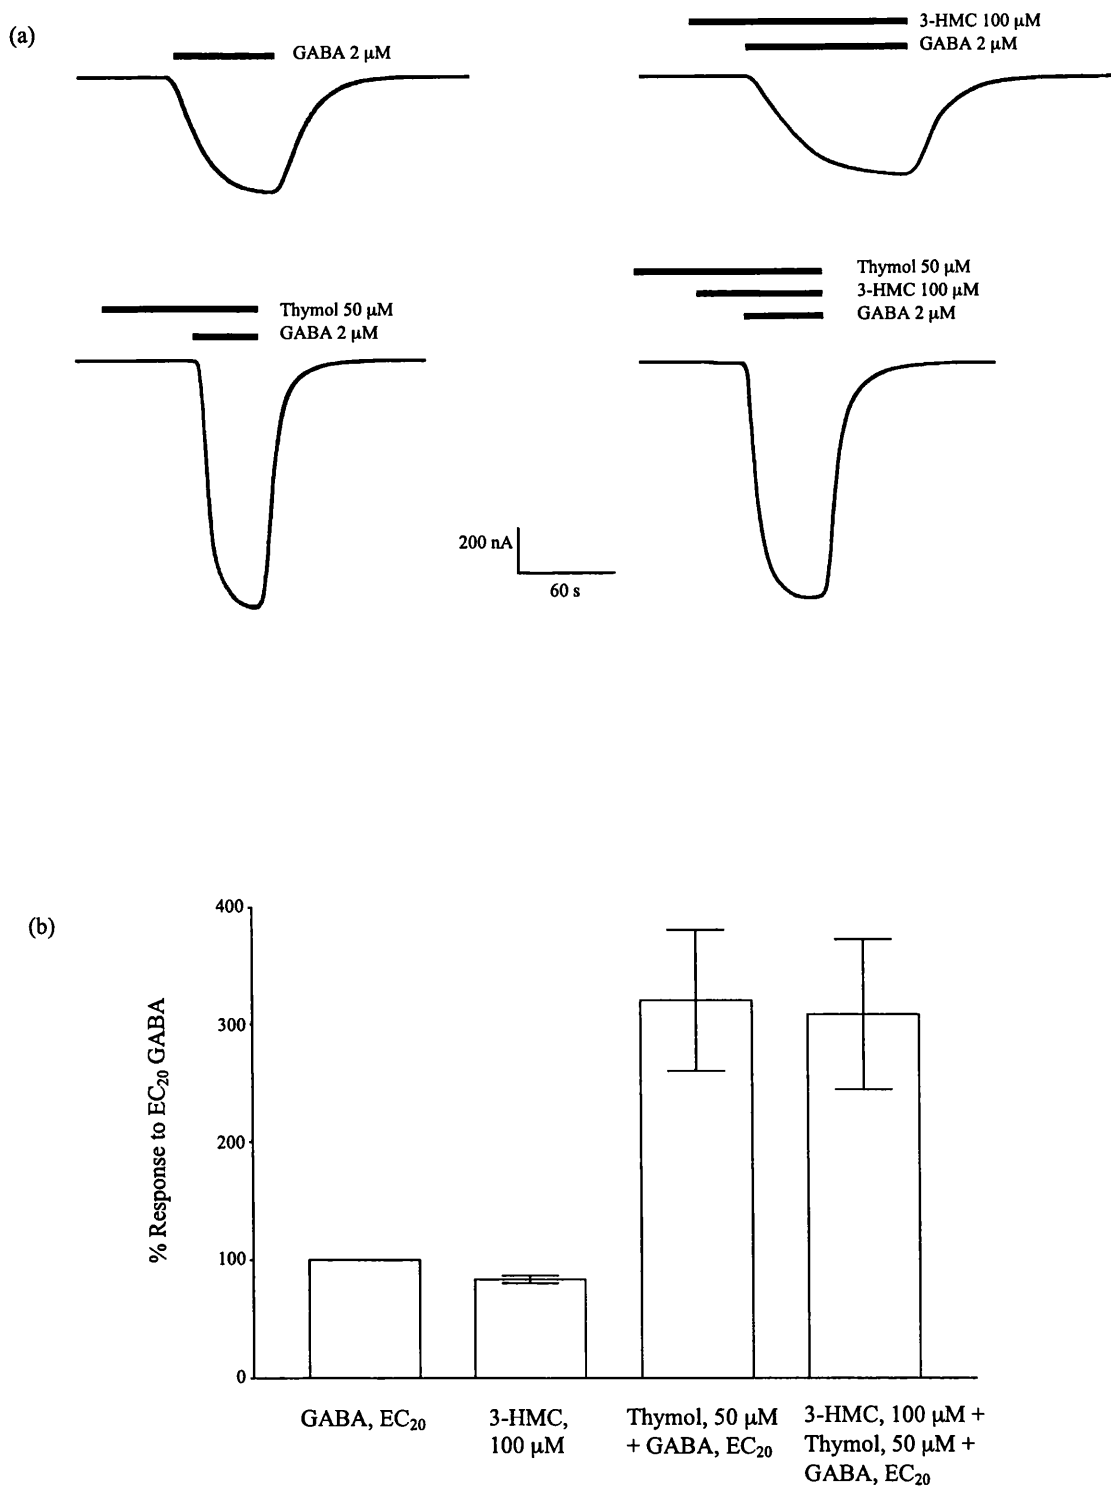 (a)
GABA 2 μM
3-HMC 100 μM
GABA 2 μM
Thymol 50 μM
GABA 2 μM
Thymol 50 μM
3-HMC 100 μM
GABA 2 μM
200 nA
60 s
(b)
% Response to EC20 GABA
400
300
200
100
0
GABA, EC20
3-HMC,
100 μM
Thymol, 50 μM
+ GABA, EC20
3-HMC, 100 μM +
Thymol, 50 μM +
GABA, EC20